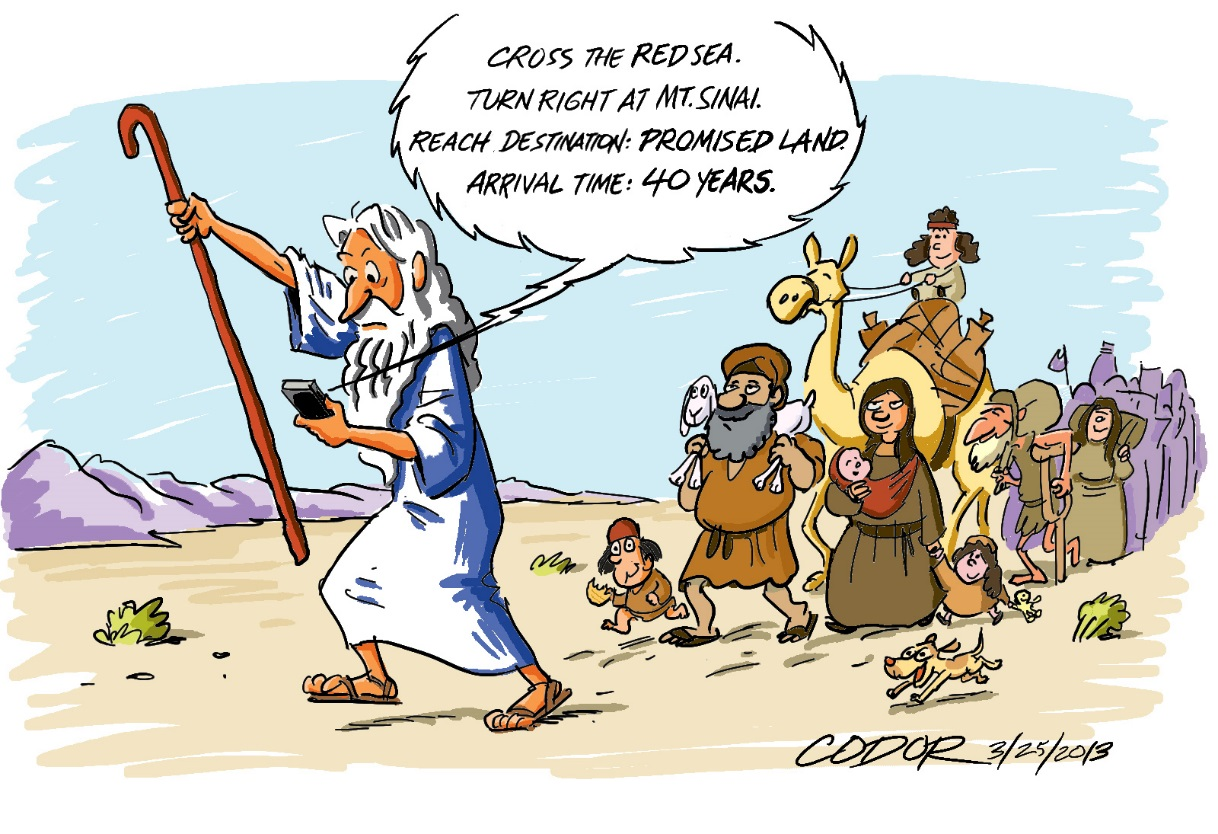 CROSS THE RED SEA.
TURN RIGHT AT MT. SINAI.
REACH DESTINATION: PROMISED LAND.
ARRIVAL TIME: 40 YEARS.
CODOR 3/25/2013